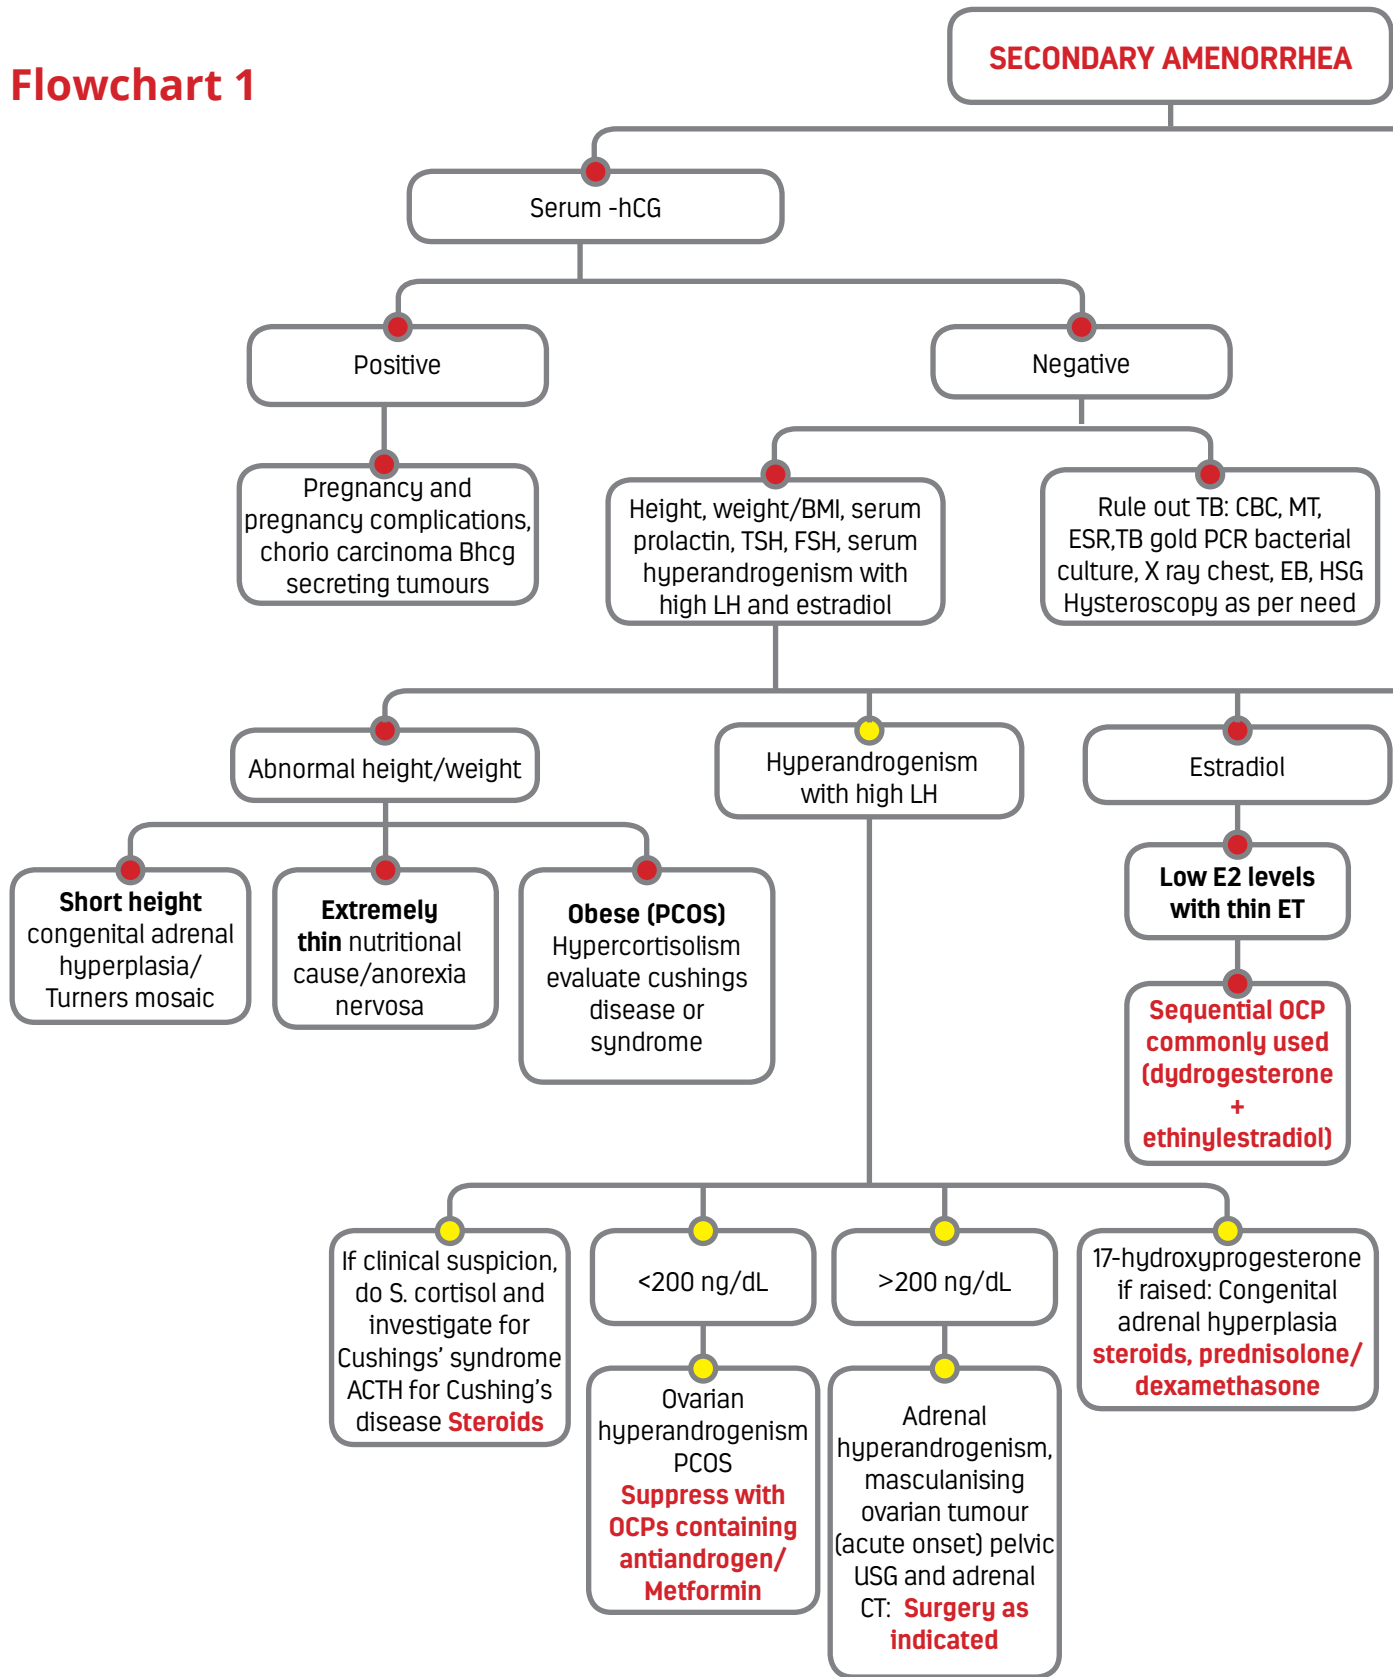 SECONDARY AMENORRHEA
Flowchart 1
Serum -hCG
Positive
Negative
Pregnancy and
pregnancy complications,
chorio carcinoma Bhcg
secreting tumours
Height, weight/BMI, serum
prolactin, TSH, FSH, serum
hyperandrogenism with
high LH and estradiol
Rule out TB: CBC, MT,
ESR,TB gold PCR bacterial
culture, X ray chest, EB, HSG
Hysteroscopy as per need
Abnormal height/weight
Hyperandrogenism
with high LH
Estradiol
Short height
congenital adrenal
hyperplasia/
Turners mosaic
Extremely
thin nutritional
cause/anorexia
nervosa
Obese (PCOS)
Hypercortisolism
evaluate cushings
disease or
syndrome
Low E2 levels
with thin ET
Sequential OCP
commonly used
(dydrogesterone
+
ethinylestradiol)
If clinical suspicion,
do S. cortisol and
investigate for
Cushings’ syndrome
ACTH for Cushing’s
disease Steroids
<200 ng/dL
>200 ng/dL
17-hydroxyprogesterone
if raised: Congenital
adrenal hyperplasia
steroids, prednisolone/
dexamethasone
Ovarian
hyperandrogenism
PCOS
Suppress with
OCPs containing
antiandrogen/
Metformin
Adrenal
hyperandrogenism,
masculanising
ovarian tumour
(acute onset) pelvic
USG and adrenal
CT: Surgery as
indicated